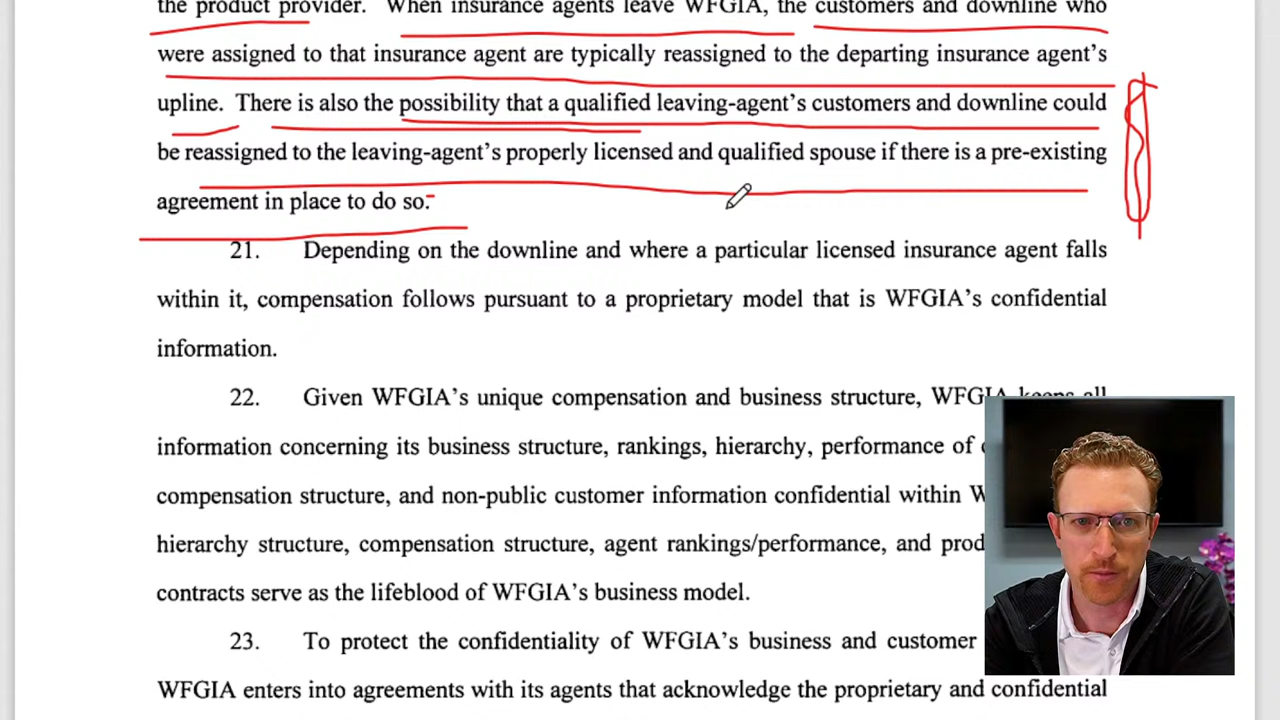 the product provider. When insurance agents leave WFGIA, the customers and downline who
were assigned to that insurance agent are typically reassigned to the departing insurance agent's
upline. There is also the possibility that a qualified leaving-agent's customers and downline could
be reassigned to the leaving-agent's properly licensed and qualified spouse if there is a pre-existing
agreement in place to do so.
21. Depending on the downline and where a particular licensed insurance agent falls
within it, compensation follows pursuant to a proprietary model that is WFGIA's confidential
information.
22. Given WFGIA's unique compensation and business structure, WFGIA keeps all
information concerning its business structure, rankings, hierarchy, performance of
compensation structure, and non-public customer information confidential within
hierarchy structure, compensation structure, agent rankings/performance, and
contracts serve as the lifeblood of WFGIA's business model.
23. To protect the confidentiality of WFGIA's business and customer
WFGIA enters into agreements with its agents that acknowledge the proprietary and confidential